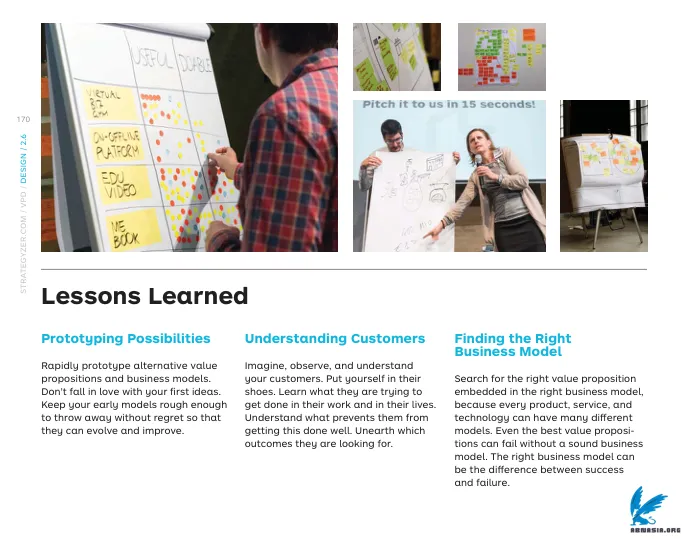 USEFUL
DOABLE
VIRTUAL
ON-OFFLINE
PLATFORM
EDU
VIDEO
ME
BOOK
Pitch it to us in 15 seconds!
170
STRATEGYZER.COM / VPD / DESIGN / 2.6
Lessons Learned
Prototyping Possibilities
Rapidly prototype alternative value
propositions and business models.
Don't fall in love with your first ideas.
Keep your early models rough enough
to throw away without regret so that
they can evolve and improve.
Understanding Customers
Imagine, observe, and understand
your customers. Put yourself in their
shoes. Learn what they are trying to
get done in their work and in their lives.
Understand what prevents them from
getting this done well. Unearth which
outcomes they are looking for.
Finding the Right
Business Model
Search for the right value proposition
embedded in the right business model,
because every product, service, and
technology can have many different
models. Even the best value proposi-
tions can fail without a sound business
model. The right business model can
be the difference between success
and failure.
ABMASIA.ORG